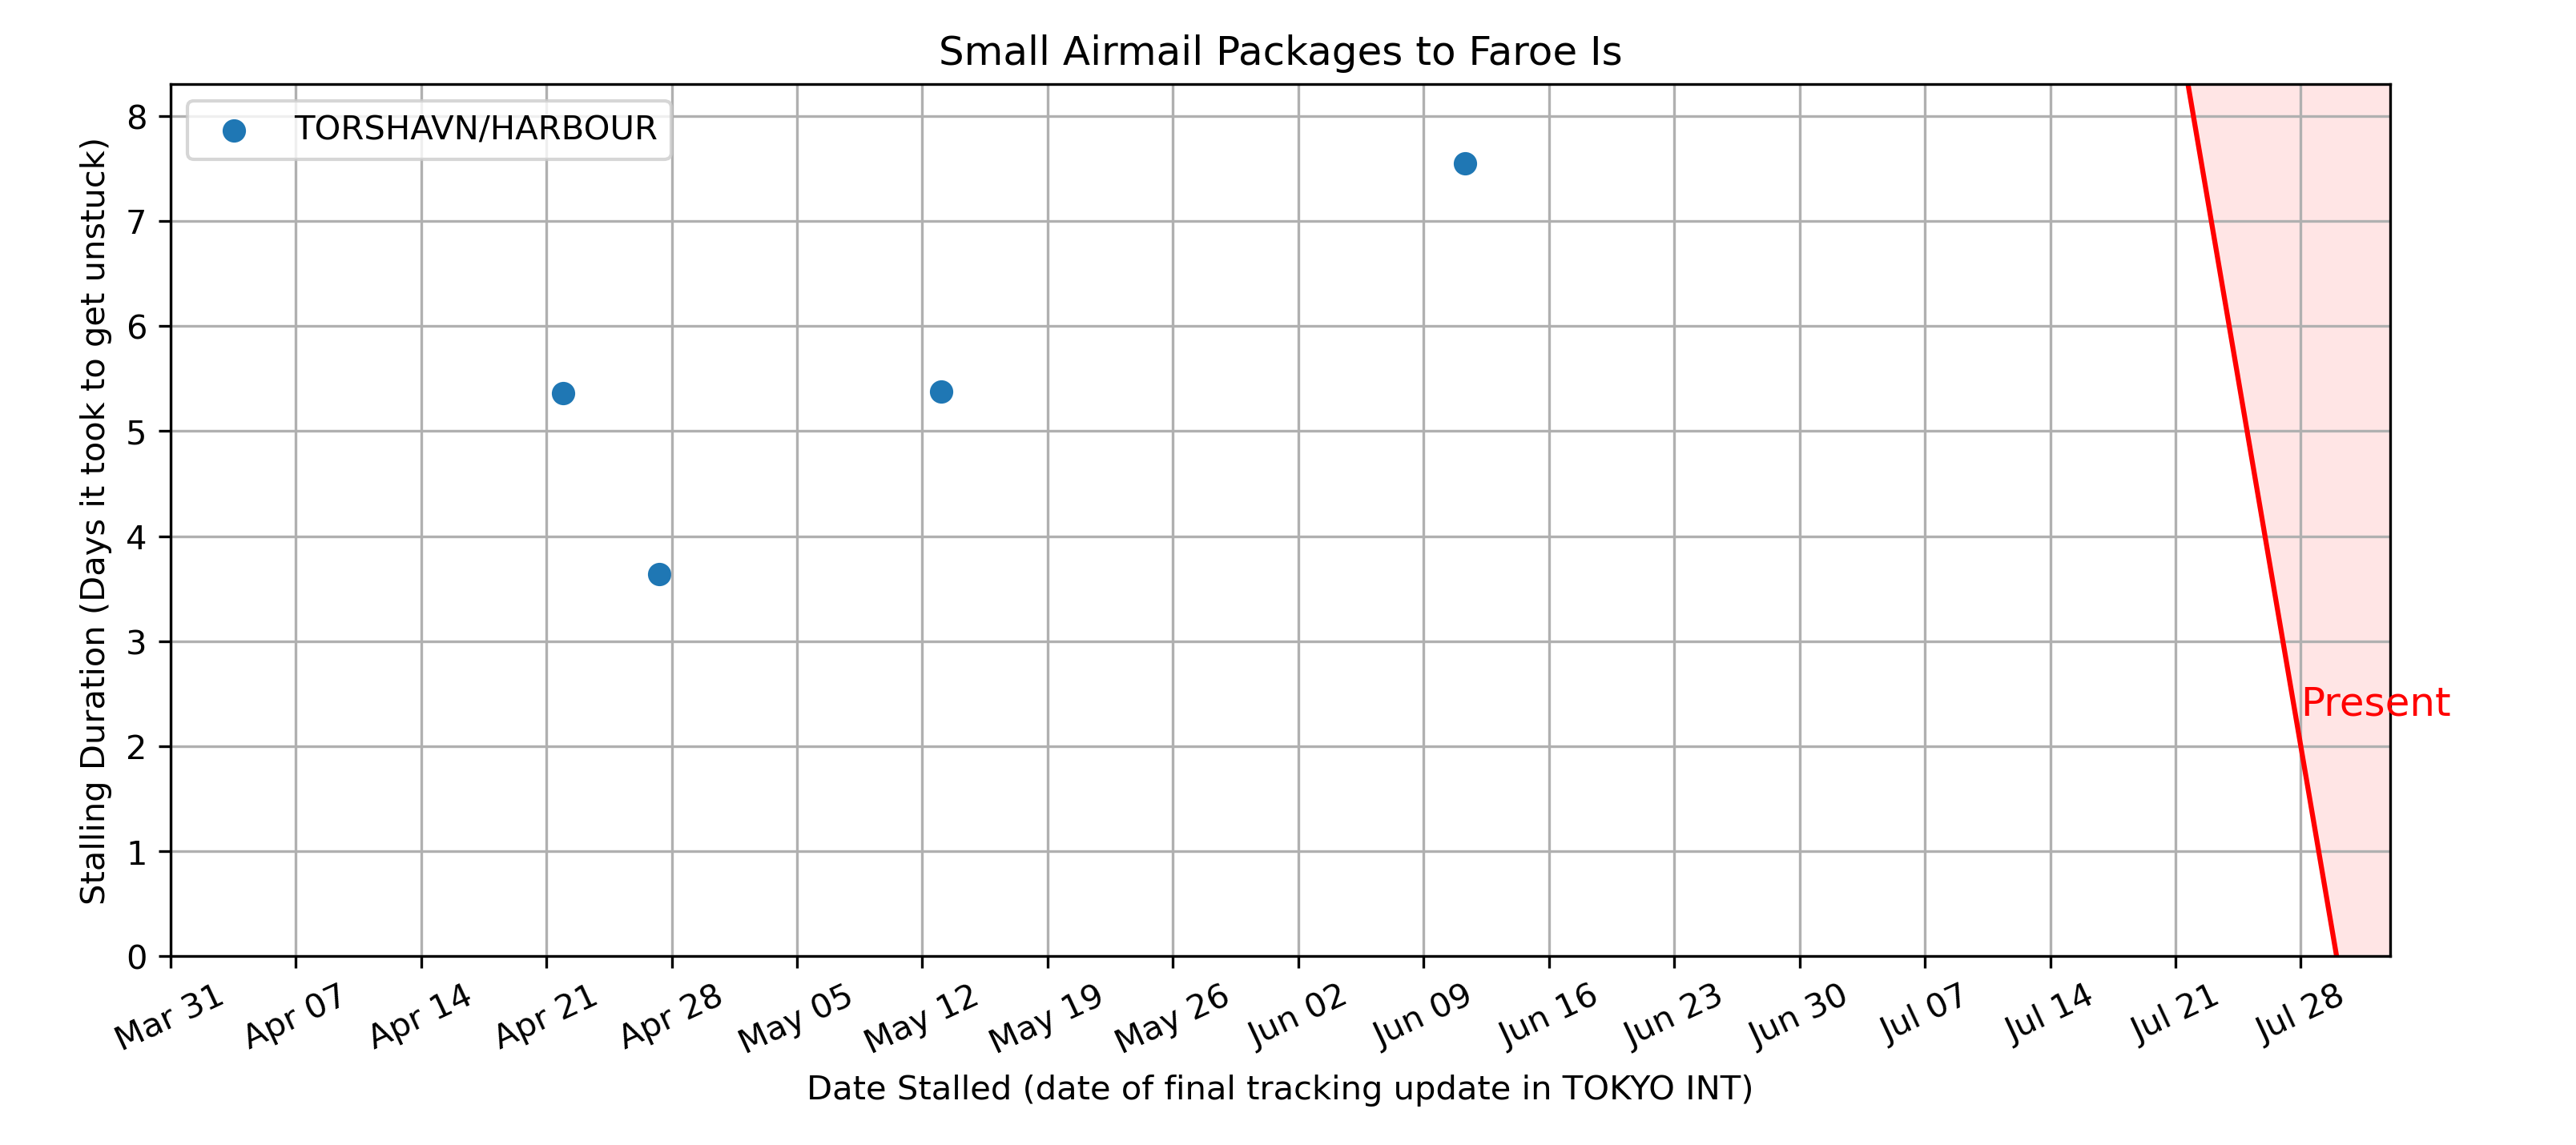 Small Airmail Packages to Faroe Is
TORSHAVN/HARBOUR
Stalling Duration (Days it took to get unstuck)
8
7
6
5
4
3
2
1
0
Present
Mar 31 Apr 07 Apr 14 Apr 21 Apr 28 May 05 May 12 May 19 May 26 Jun 02 Jun 09 Jun 16 Jun 23 Jun 30 Jul 07 Jul 14 Jul 21 Jul 28
Date Stalled (date of final tracking update in TOKYO INT)